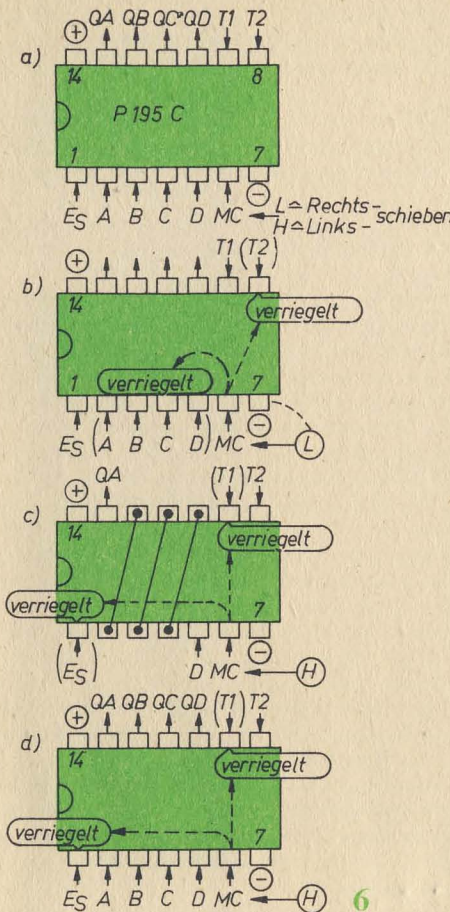 QA QB QC QD T1 T2
a) +
14 8
P 195 C
1 7
−
ES A B C D MC L ≙ Rechts-schieben
H ≙ Links-
T1 (T2)
b) +
14
verriegelt
verriegelt
1 7
−
ES (A B C D) MC L
QA (T1) T2
c) +
14
verriegelt
verriegelt
7
−
(ES) D MC H
QA QB QC QD (T1) T2
d) +
14
verriegelt
verriegelt
7
−
ES A B C D MC H
6